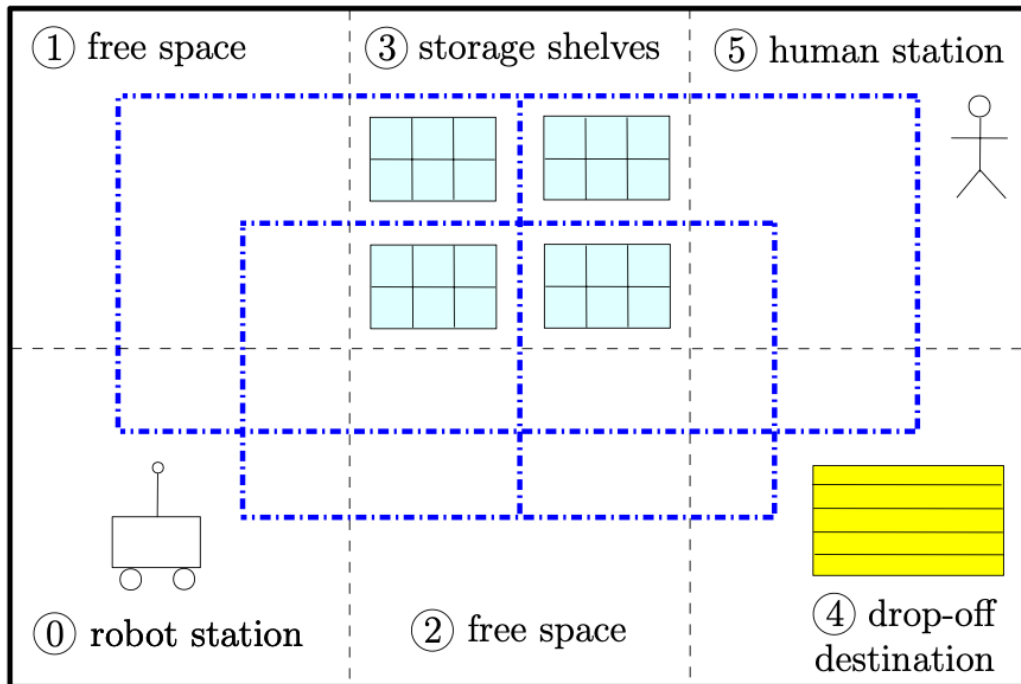 ① free space
③ storage shelves
⑤ human station
⓪ robot station
② free space
④ drop-off
destination